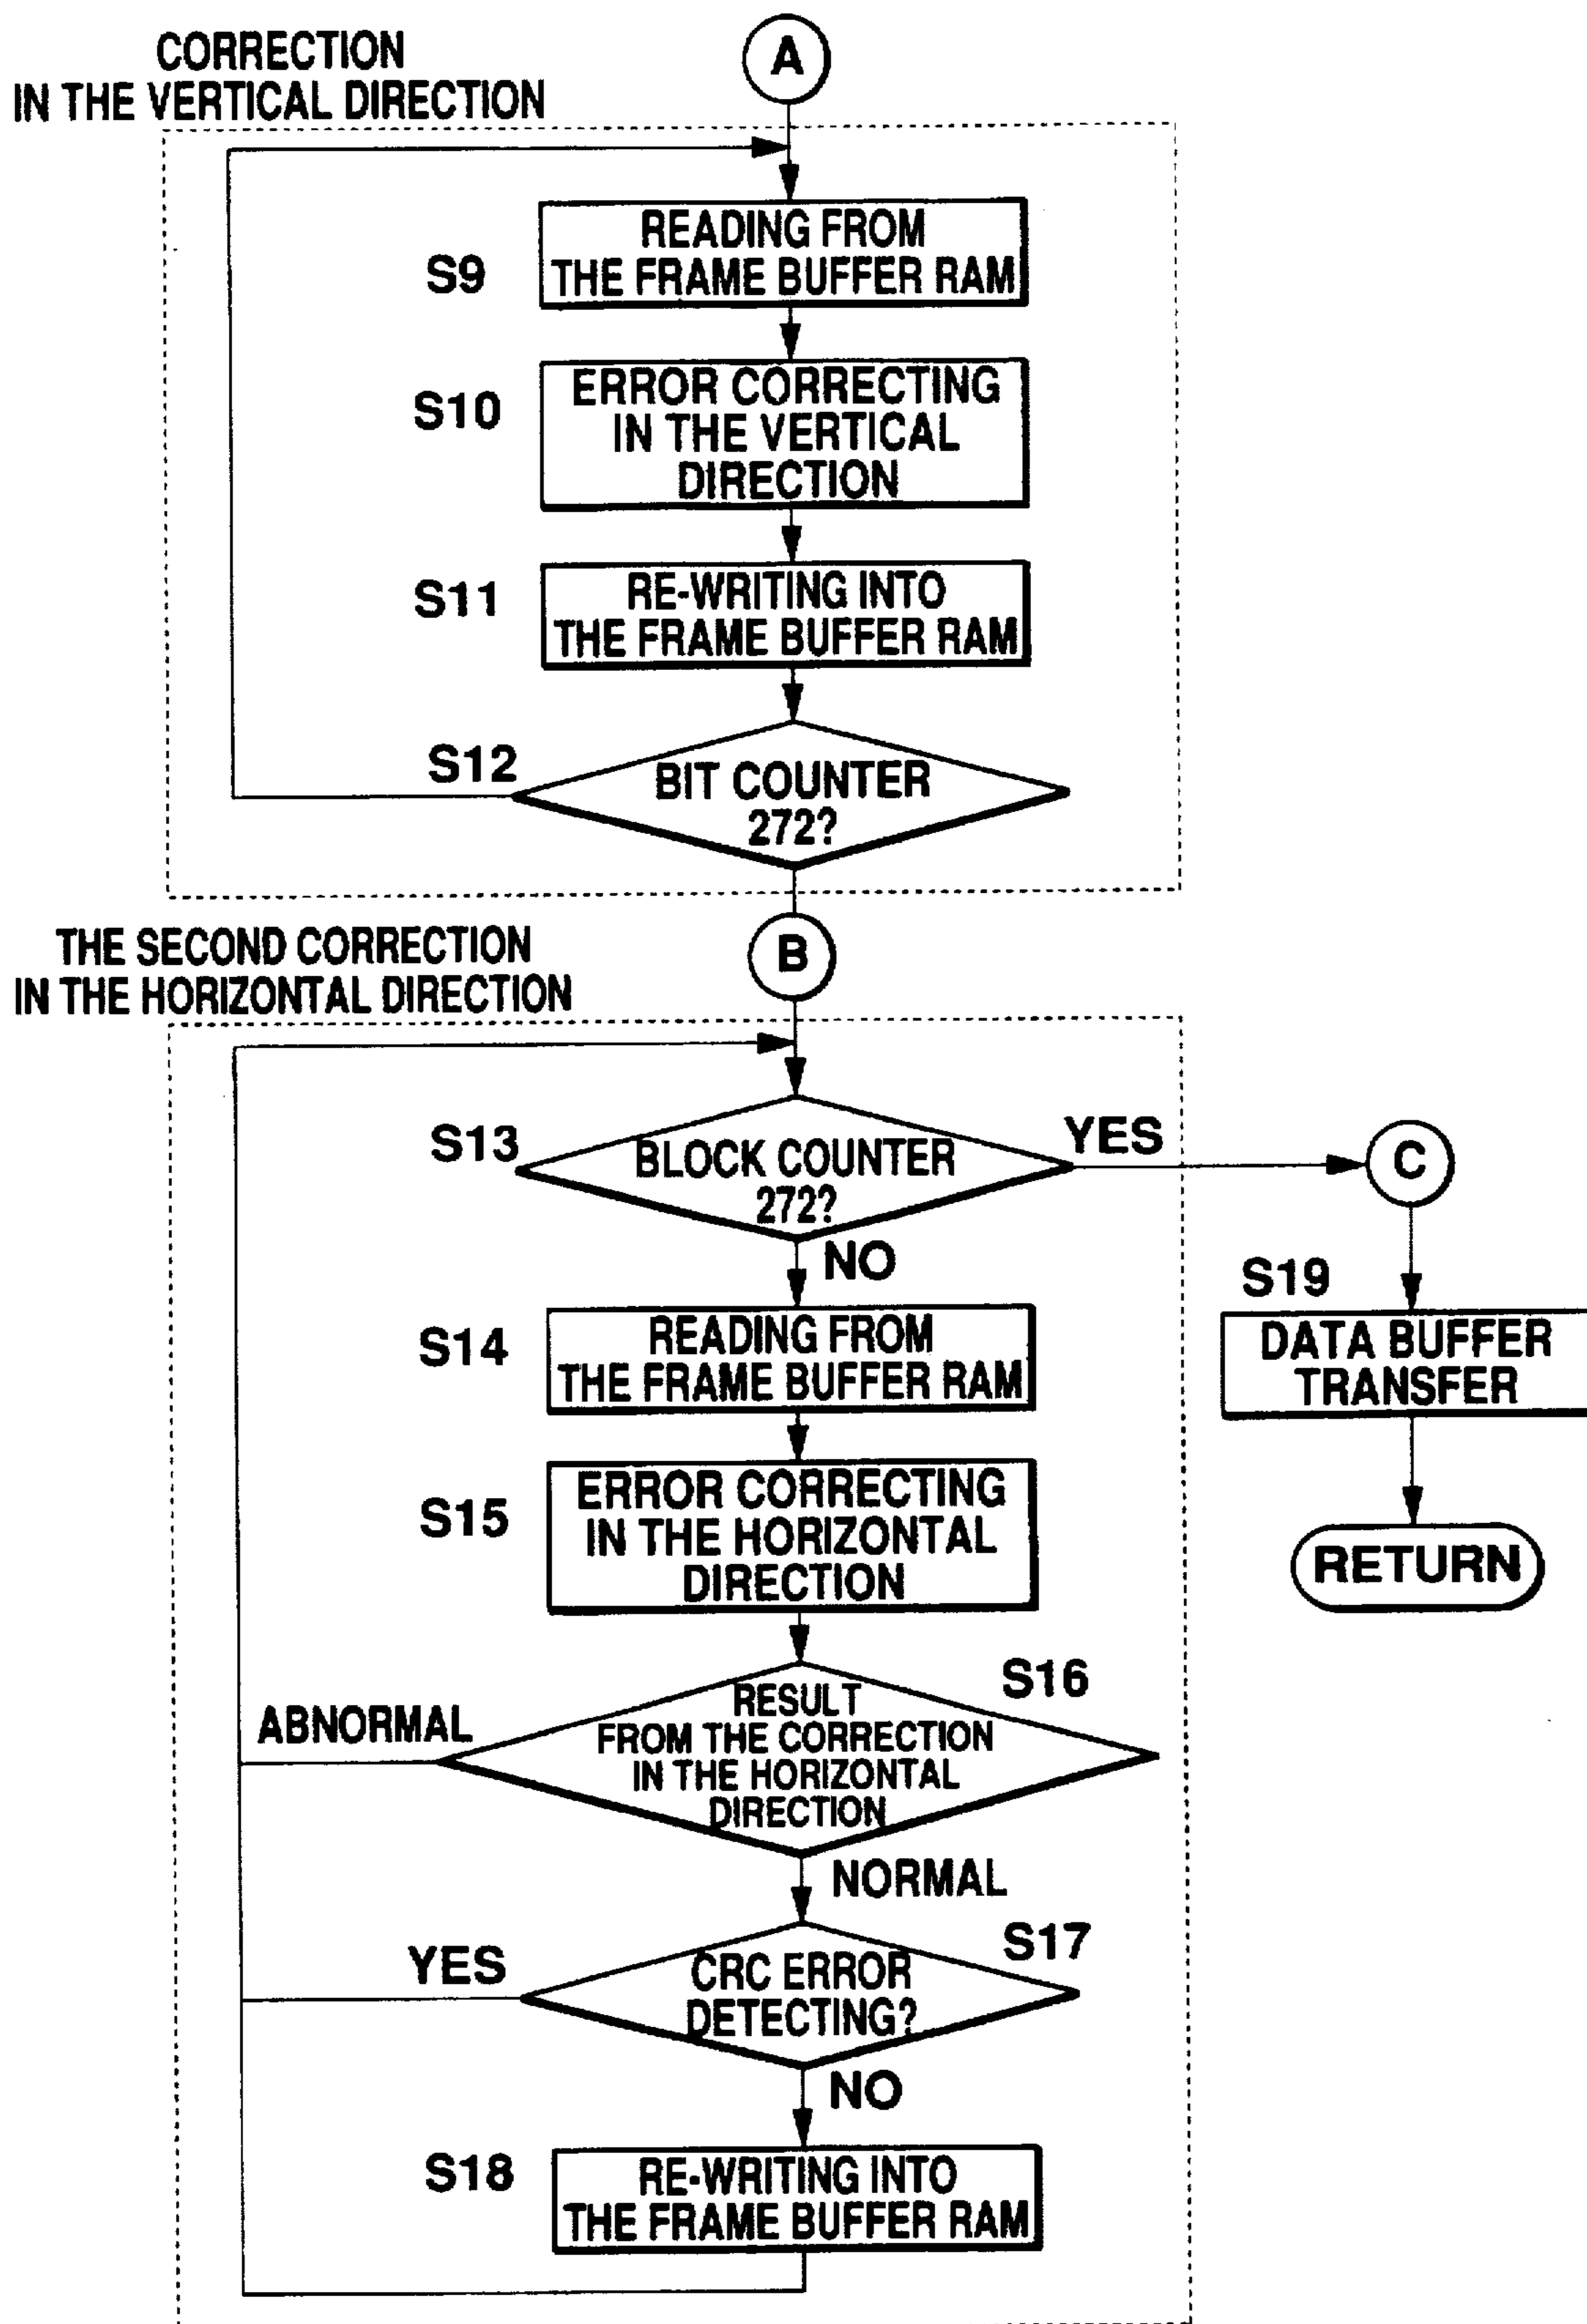 CORRECTION
IN THE VERTICAL DIRECTION
A
S9
READING FROM
THE FRAME BUFFER RAM
S10
ERROR CORRECTING
IN THE VERTICAL
DIRECTION
S11
RE-WRITING INTO
THE FRAME BUFFER RAM
S12
BIT COUNTER
272?
THE SECOND CORRECTION
IN THE HORIZONTAL DIRECTION
B
S13
BLOCK COUNTER
272?
YES
C
NO
S14
READING FROM
THE FRAME BUFFER RAM
S19
DATA BUFFER
TRANSFER
S15
ERROR CORRECTING
IN THE HORIZONTAL
DIRECTION
RETURN
S16
RESULT
FROM THE CORRECTION
IN THE HORIZONTAL
DIRECTION
ABNORMAL
NORMAL
S17
CRC ERROR
DETECTING?
YES
NO
S18
RE-WRITING INTO
THE FRAME BUFFER RAM